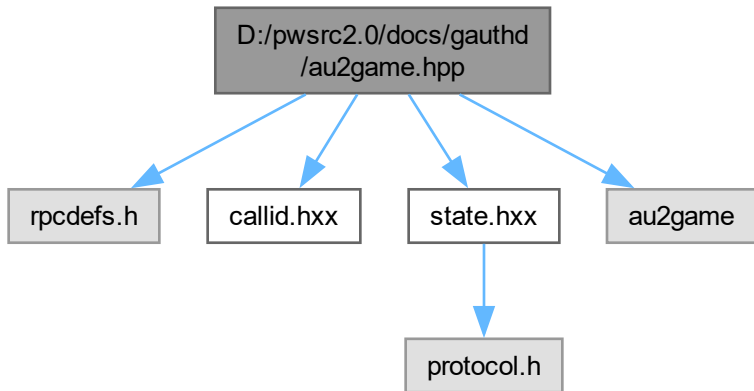 D:/pwsrc2.0/docs/gauthd
/au2game.hpp
rpcdefs.h
callid.hxx
state.hxx
au2game
protocol.h